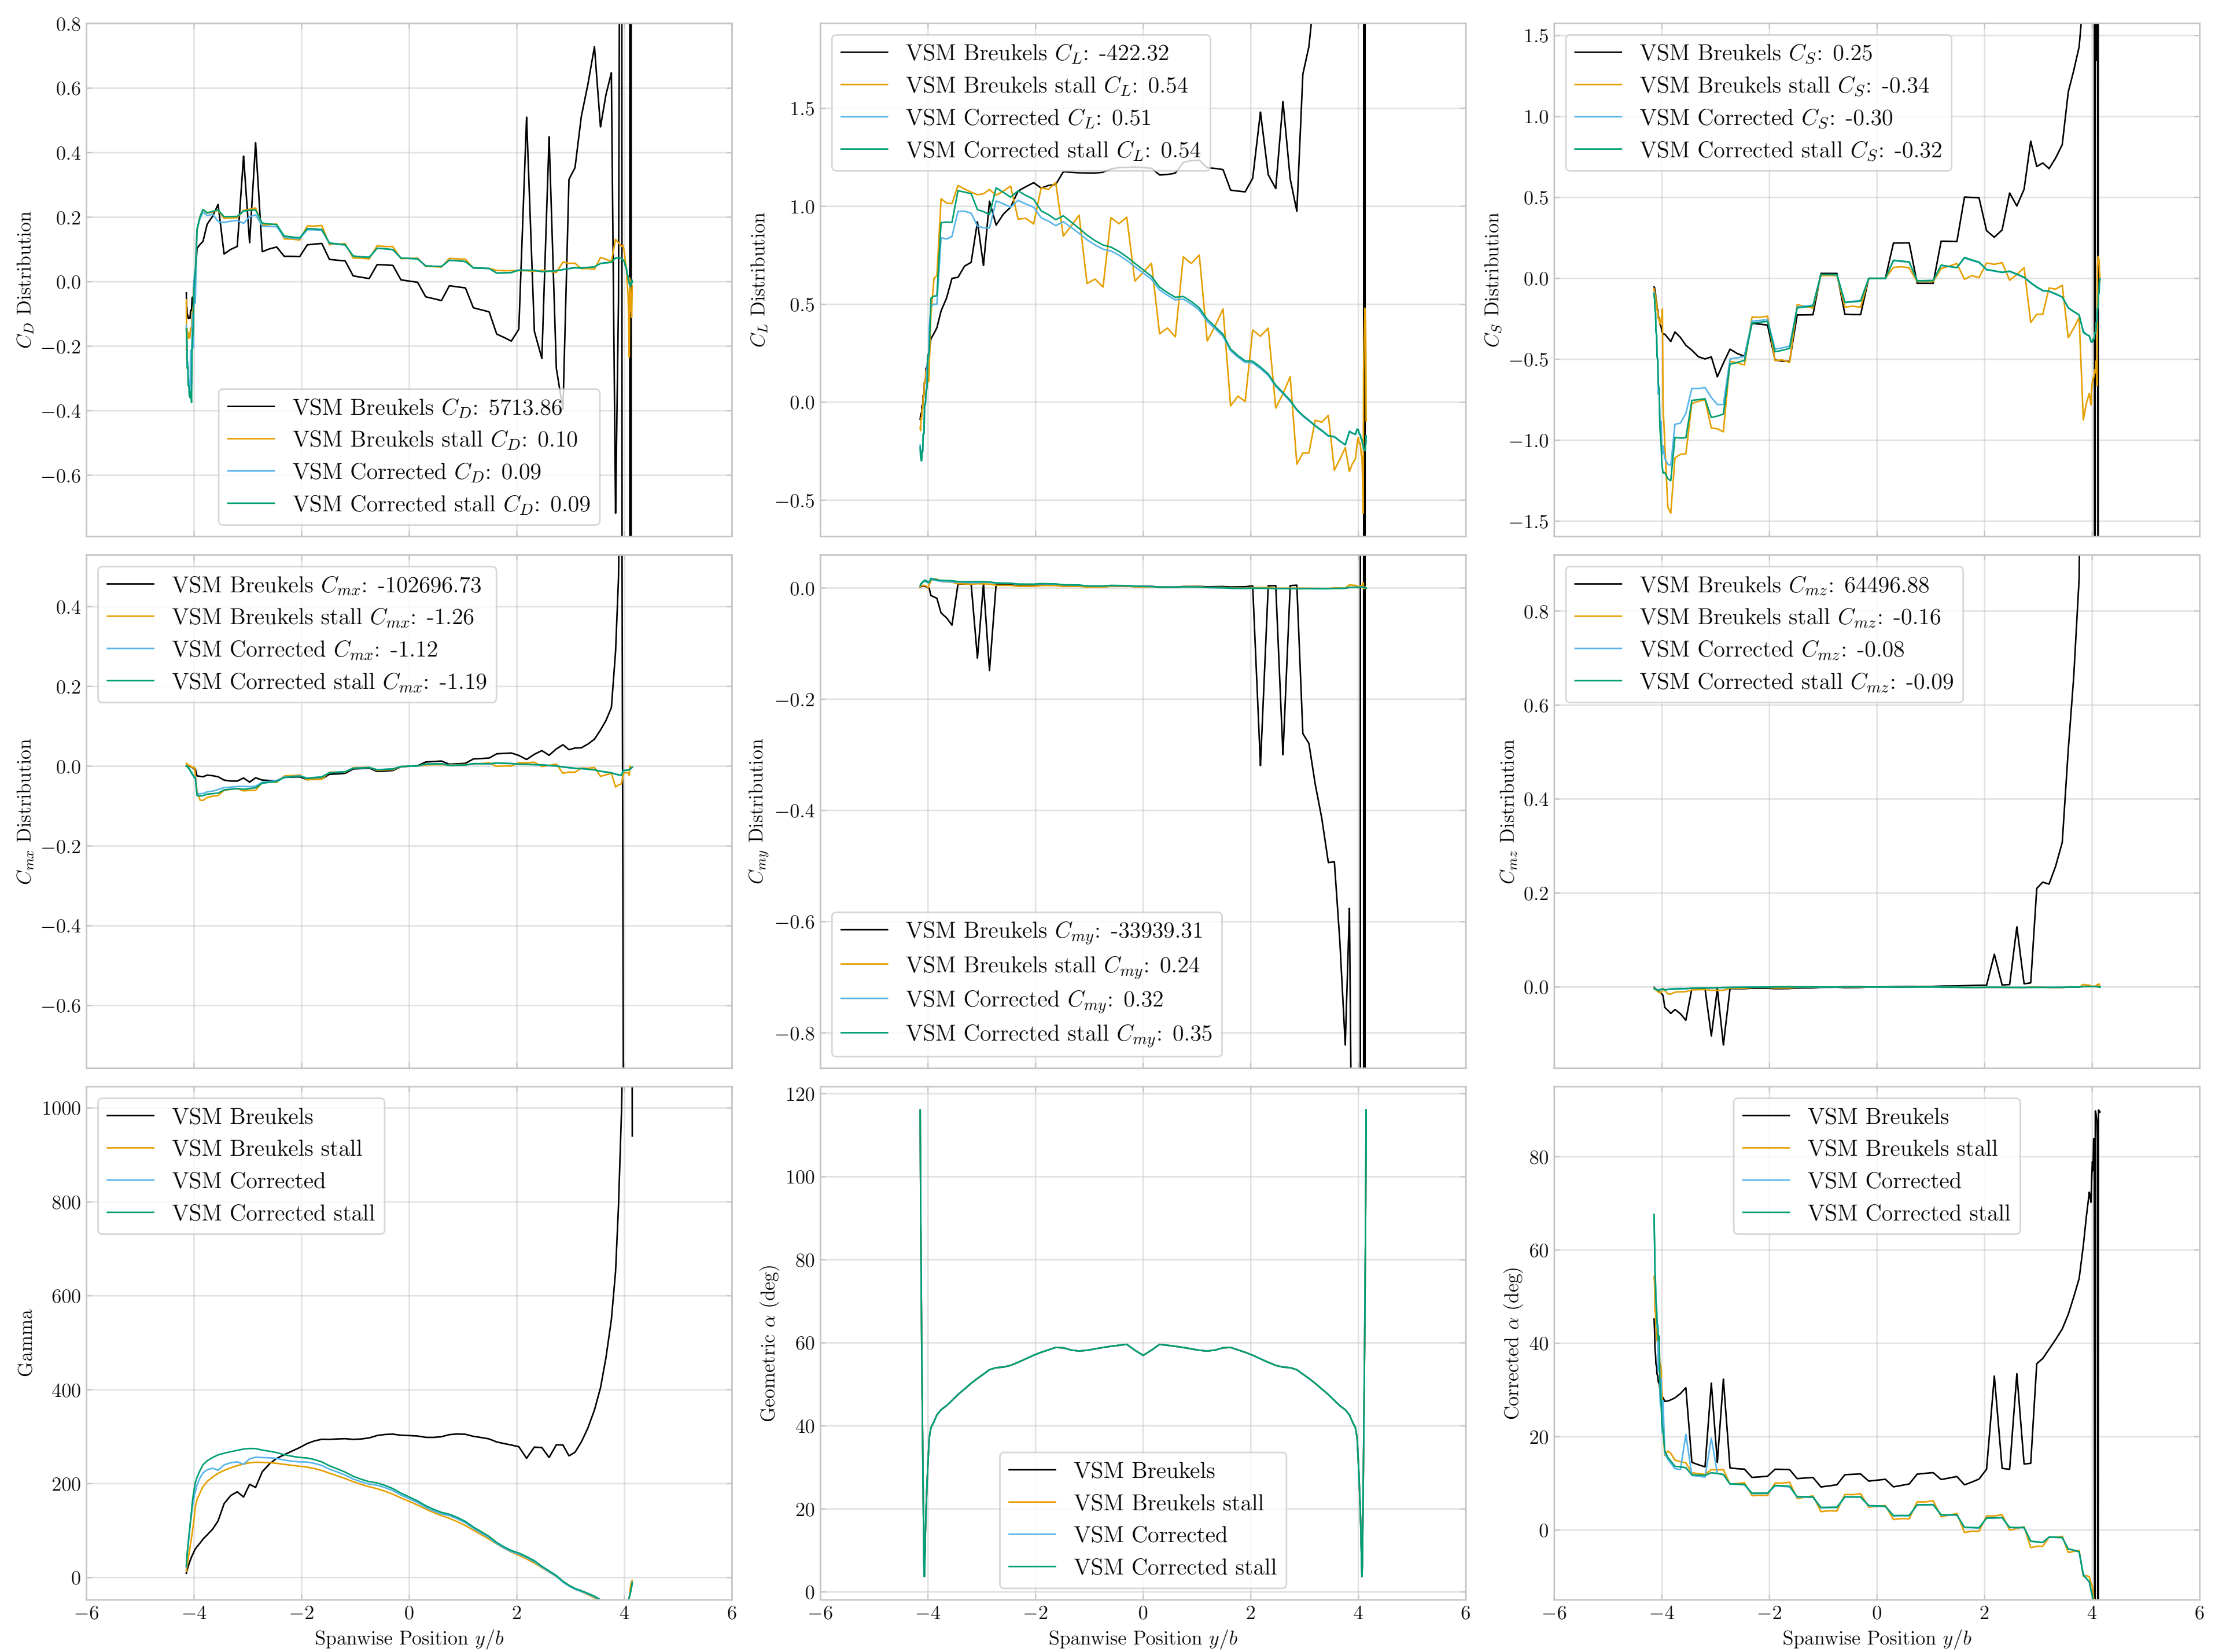 0.8
0.6
0.4
0.2
0.0
−0.2
−0.4
−0.6
C_D Distribution
VSM Breukels C_D: 5713.86
VSM Breukels stall C_D: 0.10
VSM Corrected C_D: 0.09
VSM Corrected stall C_D: 0.09
1.5
1.0
0.5
0.0
−0.5
C_L Distribution
VSM Breukels C_L: -422.32
VSM Breukels stall C_L: 0.54
VSM Corrected C_L: 0.51
VSM Corrected stall C_L: 0.54
1.5
1.0
0.5
0.0
−0.5
−1.0
−1.5
C_S Distribution
VSM Breukels C_S: 0.25
VSM Breukels stall C_S: -0.34
VSM Corrected C_S: -0.30
VSM Corrected stall C_S: -0.32
0.4
0.2
0.0
−0.2
−0.4
−0.6
C_mx Distribution
VSM Breukels C_mx: -102696.73
VSM Breukels stall C_mx: -1.26
VSM Corrected C_mx: -1.12
VSM Corrected stall C_mx: -1.19
0.0
−0.2
−0.4
−0.6
−0.8
C_my Distribution
VSM Breukels C_my: -33939.31
VSM Breukels stall C_my: 0.24
VSM Corrected C_my: 0.32
VSM Corrected stall C_my: 0.35
0.8
0.6
0.4
0.2
0.0
C_mz Distribution
VSM Breukels C_mz: 64496.88
VSM Breukels stall C_mz: -0.16
VSM Corrected C_mz: -0.08
VSM Corrected stall C_mz: -0.09
1000
800
600
400
200
0
Gamma
VSM Breukels
VSM Breukels stall
VSM Corrected
VSM Corrected stall
−6 −4 −2 0 2 4 6
Spanwise Position y/b
120
100
80
60
40
20
0
Geometric α (deg)
VSM Breukels
VSM Breukels stall
VSM Corrected
VSM Corrected stall
−6 −4 −2 0 2 4 6
Spanwise Position y/b
80
60
40
20
0
Corrected α (deg)
VSM Breukels
VSM Breukels stall
VSM Corrected
VSM Corrected stall
−6 −4 −2 0 2 4 6
Spanwise Position y/b